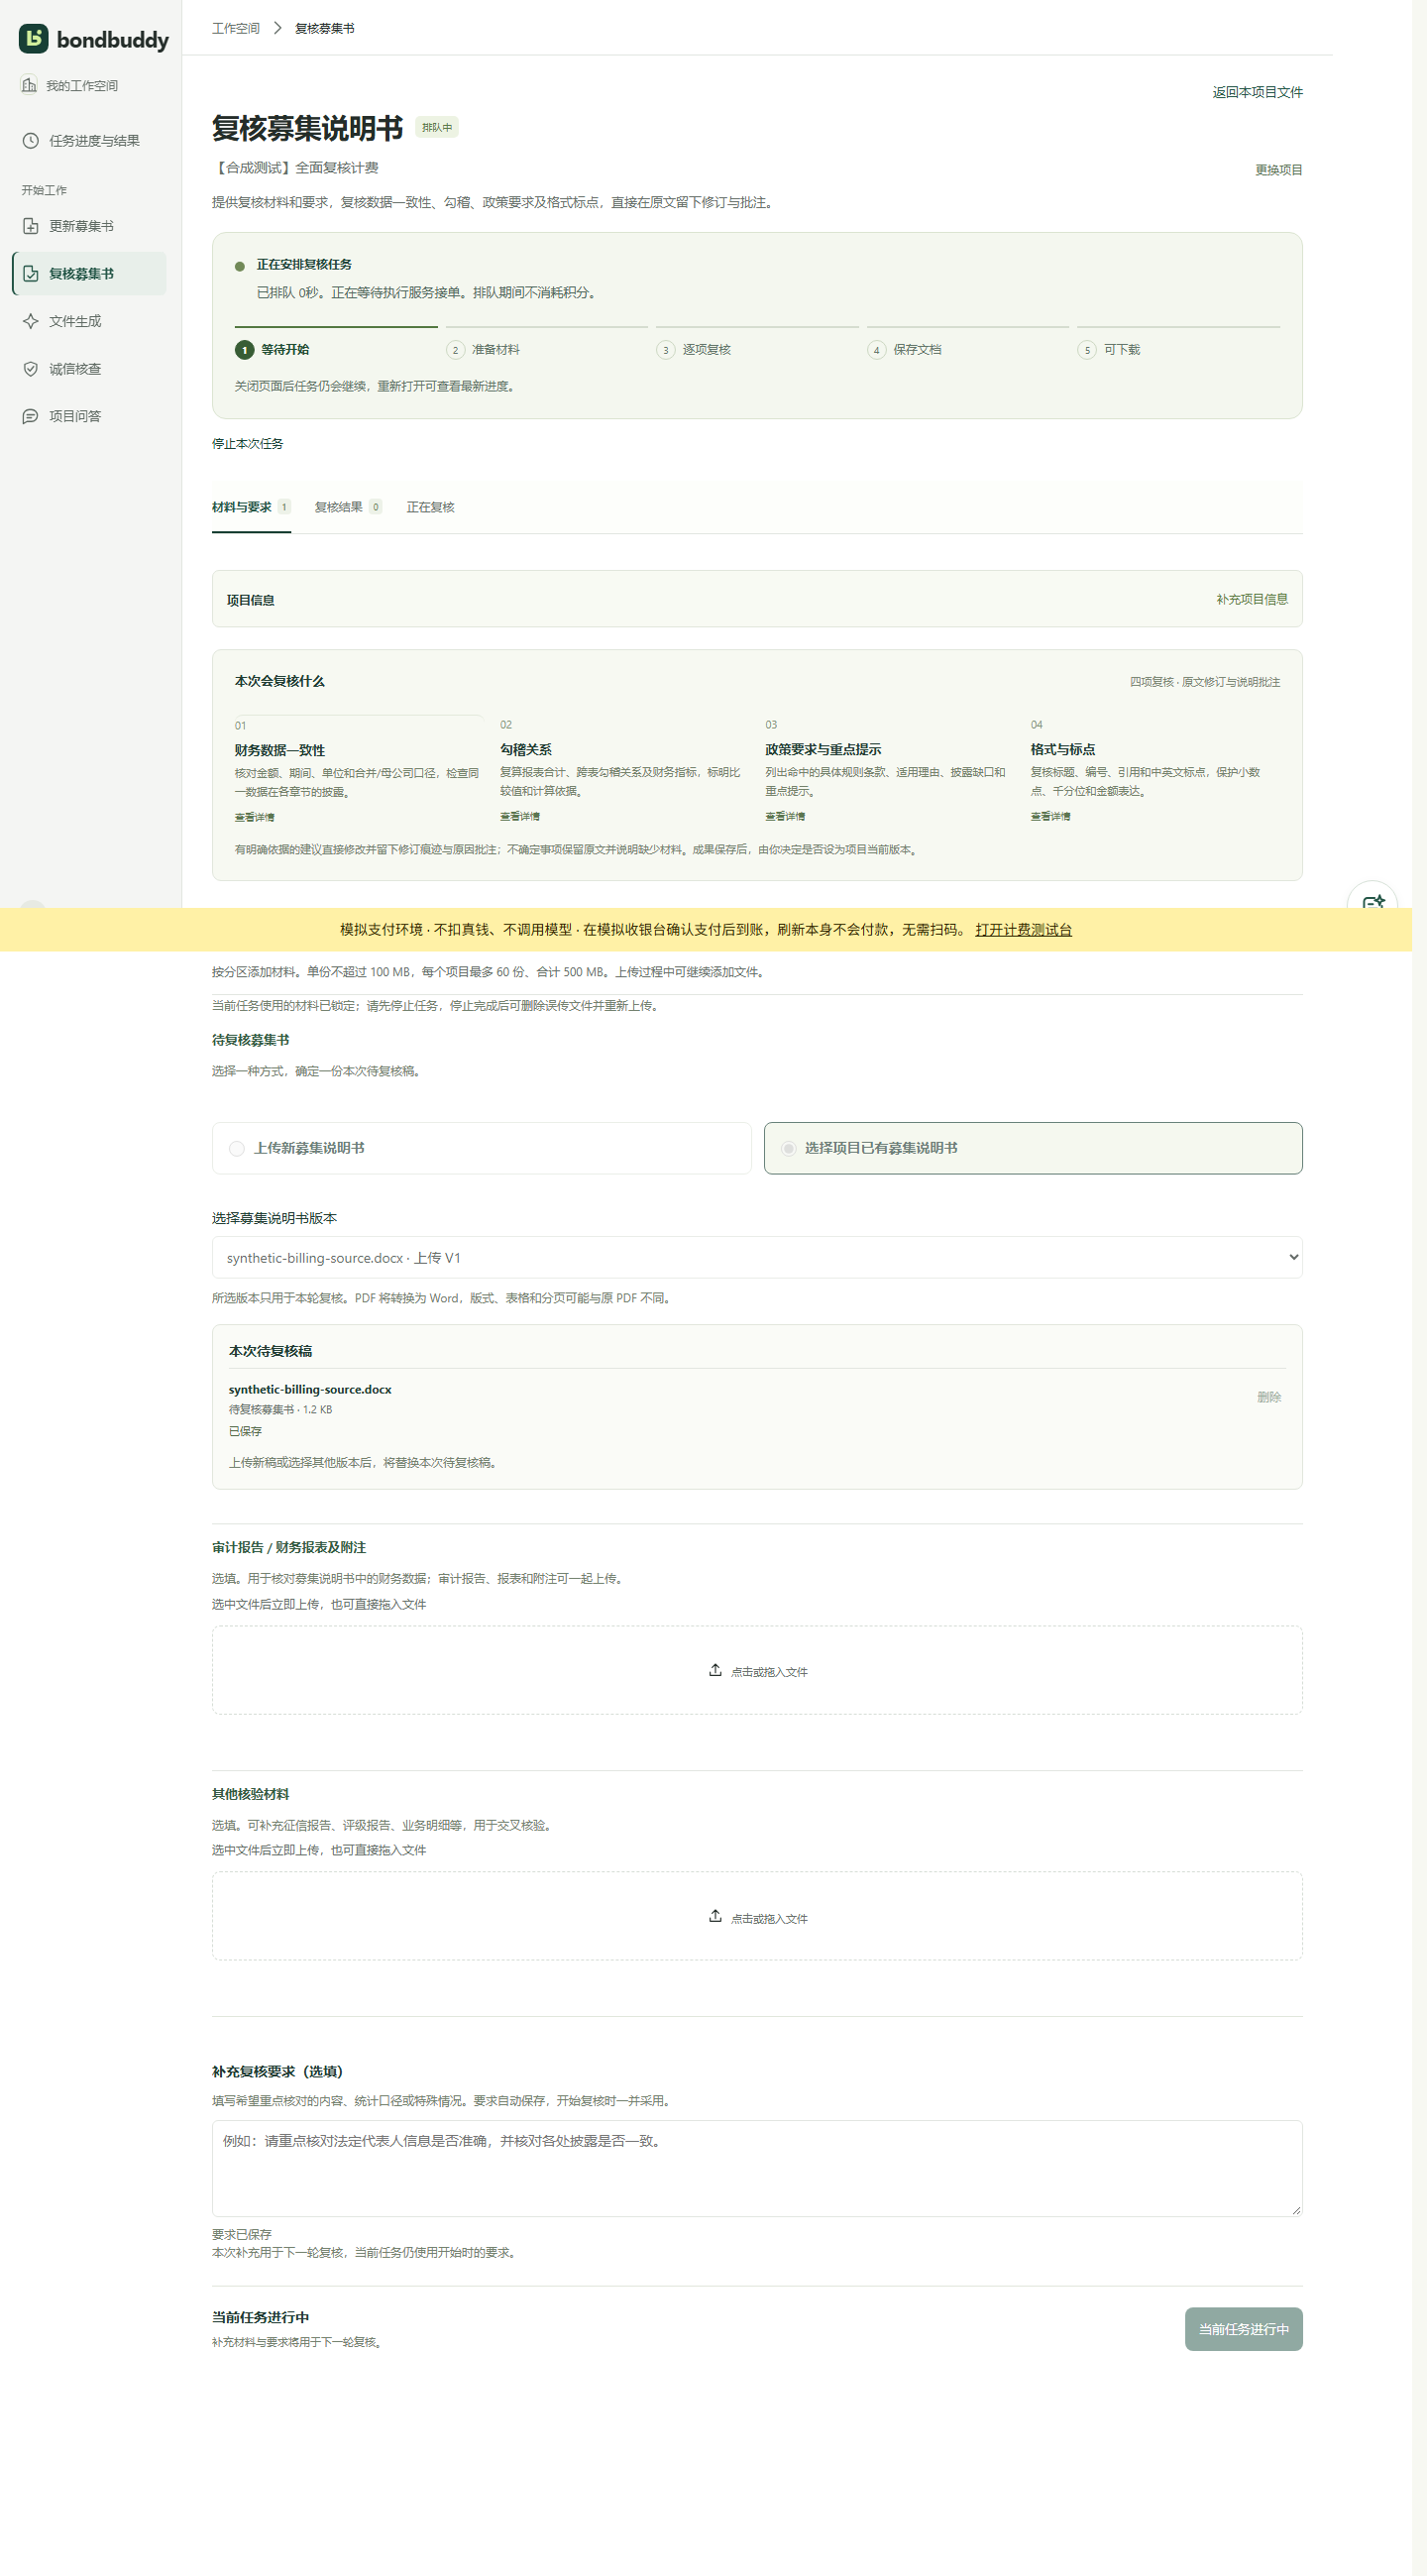 bondbuddy
我的工作空间
任务进度与结果
开始工作
更新募集书
复核募集书
文件生成
诚信核查
项目问答
工作空间 复核募集书
返回本项目文件
复核募集说明书 排队中
【合成测试】全面复核计费
更换项目
提供复核材料和要求，复核数据一致性、勾稽、政策要求及格式标点，直接在原文留下修订与批注。
正在安排复核任务
已排队 0秒。正在等待执行服务接单。排队期间不消耗积分。
1 等待开始 2 准备材料 3 逐项复核 4 保存文档 5 可下载
关闭页面后任务仍会继续，重新打开可查看最新进度。
停止本次任务
材料与要求 1 复核结果 0 正在复核
项目信息 补充项目信息
本次会复核什么 四项复核 · 原文修订与说明批注
01
财务数据一致性
核对金额、期间、单位和合并/母公司口径，检查同
一数据在各章节的披露。
查看详情
02
勾稽关系
复算报表合计、跨表勾稽关系及财务指标，标明比
较值和计算依据。
查看详情
03
政策要求与重点提示
列出命中的具体规则条款、适用理由、披露缺口和
重点提示。
查看详情
04
格式与标点
复核标题、编号、引用和中英文标点，保护小数
点、千分位和金额表达。
查看详情
有明确依据的建议直接修改并留下修订痕迹与原因批注；不确定事项保留原文并说明缺少材料。成果保存后，由你决定是否设为项目当前版本。
模拟支付环境 · 不扣真钱、不调用模型 · 在模拟收银台确认支付后到账，刷新本身不会付款，无需扫码。 打开计费测试台
按分区添加材料。单份不超过 100 MB，每个项目最多 60 份、合计 500 MB。上传过程中可继续添加文件。
当前任务使用的材料已锁定；请先停止任务，停止完成后可删除误传文件并重新上传。
待复核募集书
选择一种方式，确定一份本次待复核稿。
上传新募集说明书 选择项目已有募集说明书
选择募集说明书版本
synthetic-billing-source.docx · 上传 V1
所选版本只用于本轮复核。PDF 将转换为 Word，版式、表格和分页可能与原 PDF 不同。
本次待复核稿
synthetic-billing-source.docx
待复核募集书 · 1.2 KB
已保存
删除
上传新稿或选择其他版本后，将替换本次待复核稿。
审计报告 / 财务报表及附注
选填。用于核对募集说明书中的财务数据；审计报告、报表和附注可一起上传。
选中文件后立即上传，也可直接拖入文件
点击或拖入文件
其他核验材料
选填。可补充征信报告、评级报告、业务明细等，用于交叉核验。
选中文件后立即上传，也可直接拖入文件
点击或拖入文件
补充复核要求（选填）
填写希望重点核对的内容、统计口径或特殊情况。要求自动保存，开始复核时一并采用。
例如：请重点核对法定代表人信息是否准确，并核对各处披露是否一致。
要求已保存
本次补充用于下一轮复核，当前任务仍使用开始时的要求。
当前任务进行中
补充材料与要求将用于下一轮复核。
当前任务进行中